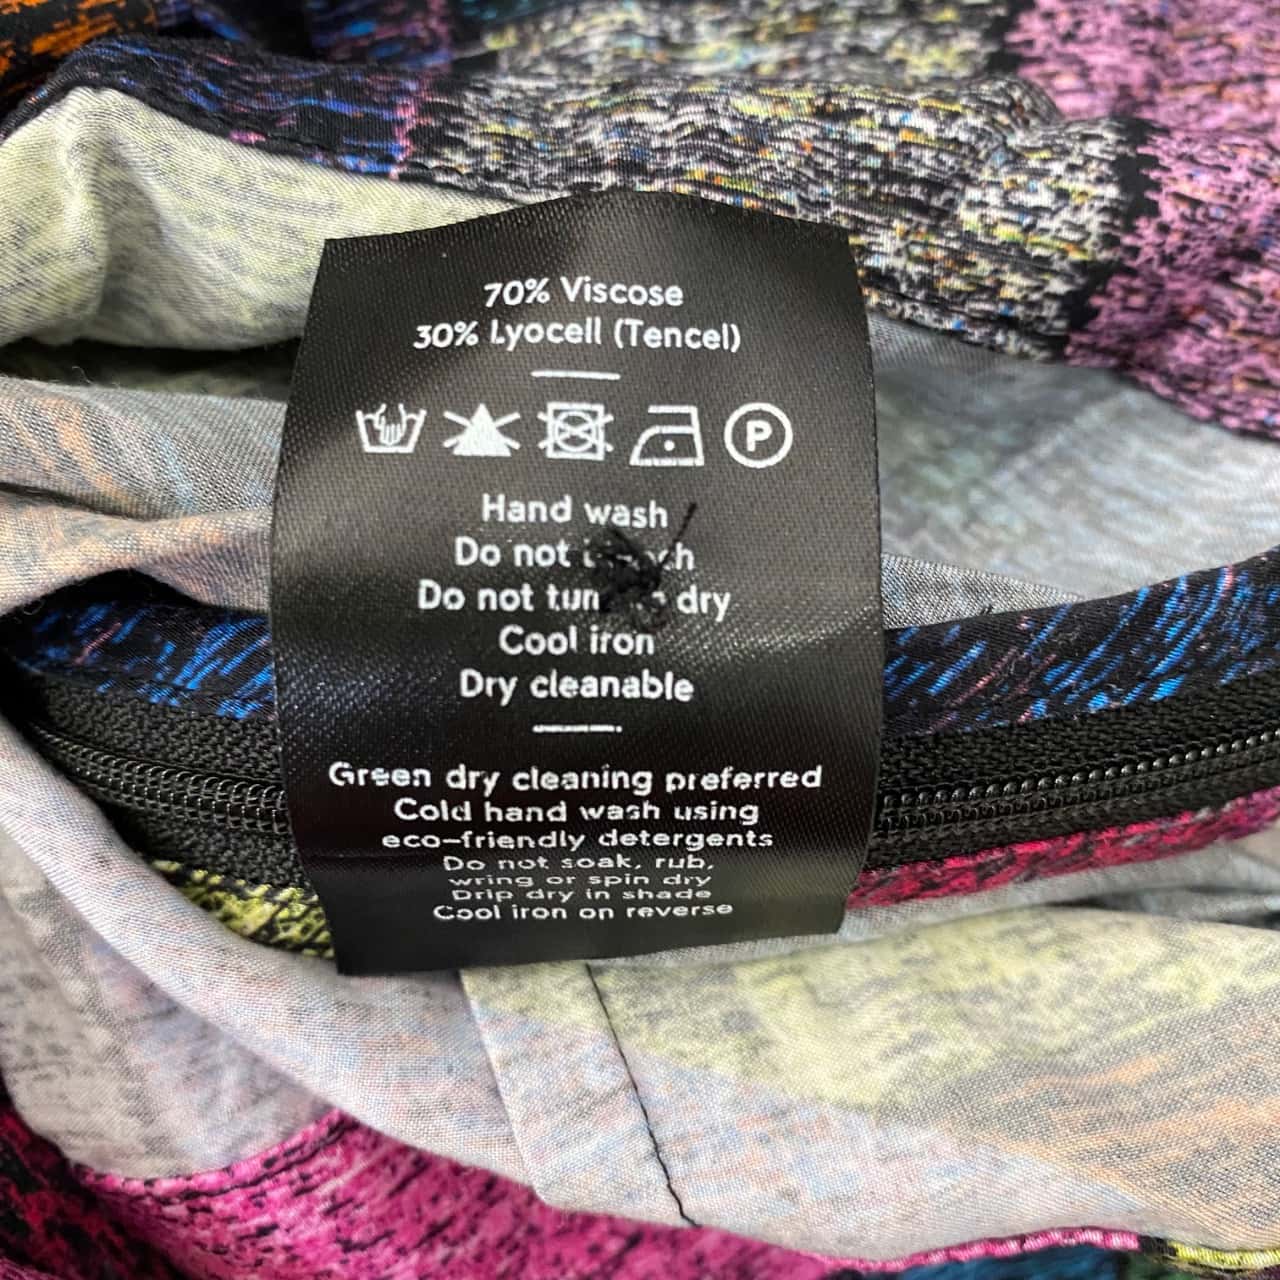 70% Viscose
30% Lyocell (Tencel)
P
Hand wash
Do not
Do not dry
Cool iron
Dry cleanable
Green dry cleaning preferred
Cold hand wash using
eco-friendly detergents
Do not soak, rub,
wring or spin dry
Drip dry in shade
Cool iron on reverse